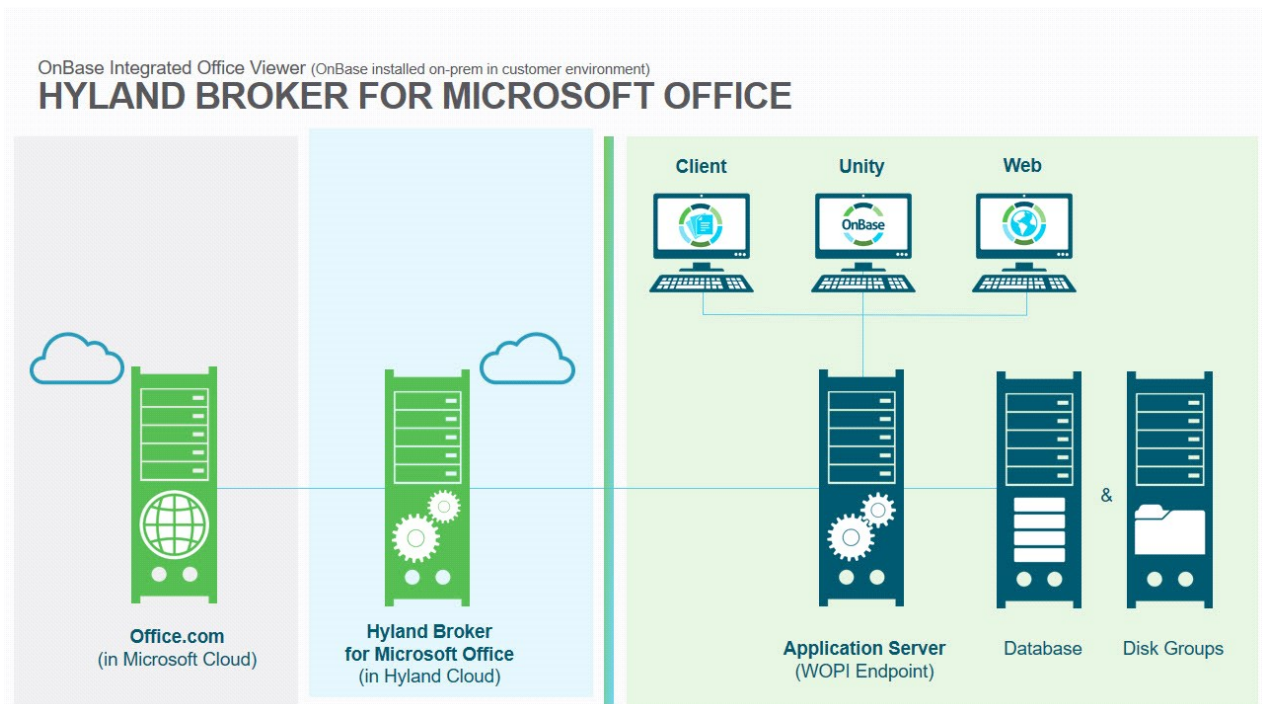 OnBase Integrated Office Viewer (OnBase installed on-prem in customer environment)
HYLAND BROKER FOR MICROSOFT OFFICE
Client
Unity
Web
OnBase
&
Office.com
(in Microsoft Cloud)
Hyland Broker
for Microsoft Office
(in Hyland Cloud)
Application Server
(WOPI Endpoint)
Database
Disk Groups